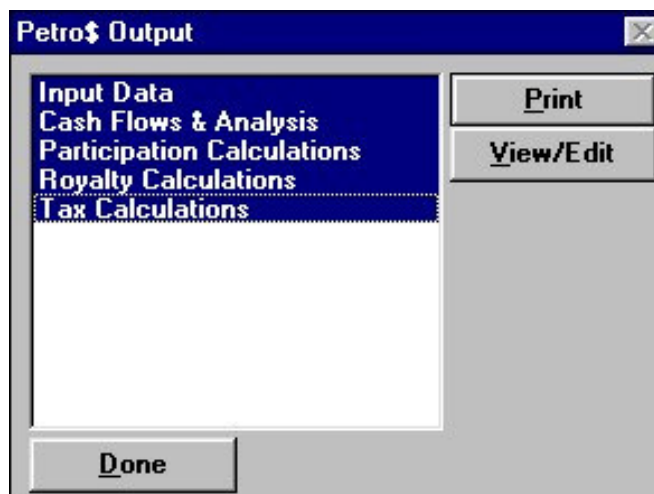 Petro$ Output
Input Data
Cash Flows & Analysis
Participation Calculations
Royalty Calculations
Tax Calculations
Print
View/Edit
Done